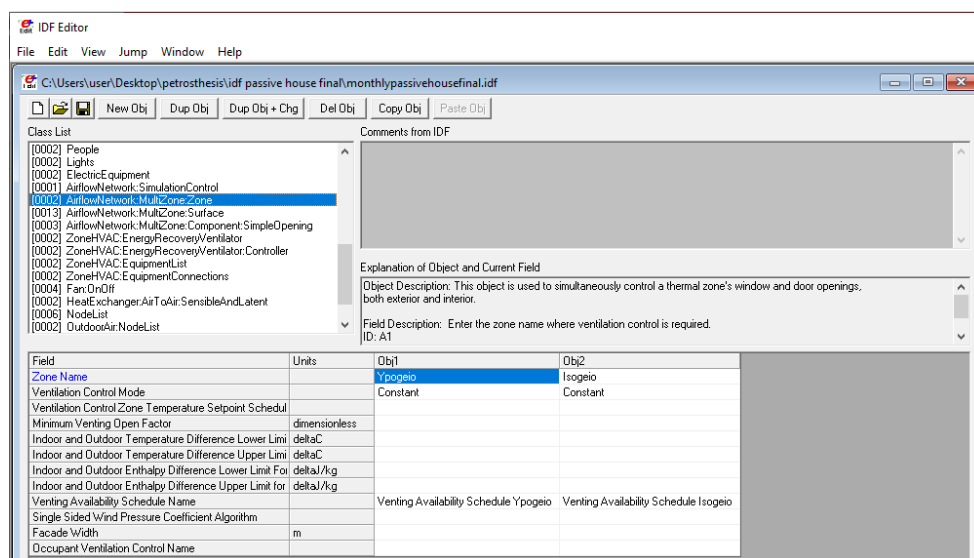 IDF Editor
File Edit View Jump Window Help
C:\Users\user\Desktop\petrosthesis\idf passive house final\monthlypassivehousefinal.idf
New Obj Dup Obj Dup Obj + Chg Del Obj Copy Obj Paste Obj
Class List
Comments from IDF
[0002] People
[0002] Lights
[0002] ElectricEquipment
[0001] AirflowNetwork:SimulationControl
[0002] AirflowNetwork:MultiZone:Zone
[0013] AirflowNetwork:MultiZone:Surface
[0003] AirflowNetwork:MultiZone:Component:SimpleOpening
[0002] ZoneHVAC:EnergyRecoveryVentilator
[0002] ZoneHVAC:EnergyRecoveryVentilator:Controller
[0002] ZoneHVAC:EquipmentList
[0002] ZoneHVAC:EquipmentConnections
[0004] Fan:OnOff
[0002] HeatExchanger:AirToAir:SensibleAndLatent
[0006] NodeList
[0002] OutdoorAir:NodeList
Explanation of Object and Current Field
Object Description: This object is used to simultaneously control a thermal zone's window and door openings,
both exterior and interior.
Field Description: Enter the zone name where ventilation control is required.
ID: A1
Field Units Obj1 Obj2
Zone Name Ypogeio Isogeio
Ventilation Control Mode Constant Constant
Ventilation Control Zone Temperature Setpoint Schedul
Minimum Venting Open Factor dimensionless
Indoor and Outdoor Temperature Difference Lower Limi deltaC
Indoor and Outdoor Temperature Difference Upper Limi deltaC
Indoor and Outdoor Enthalpy Difference Lower Limit For deltaJ/kg
Indoor and Outdoor Enthalpy Difference Upper Limit for deltaJ/kg
Venting Availability Schedule Name Venting Availability Schedule Ypogeio Venting Availability Schedule Isogeio
Single Sided Wind Pressure Coefficient Algorithm
Facade Width m
Occupant Ventilation Control Name